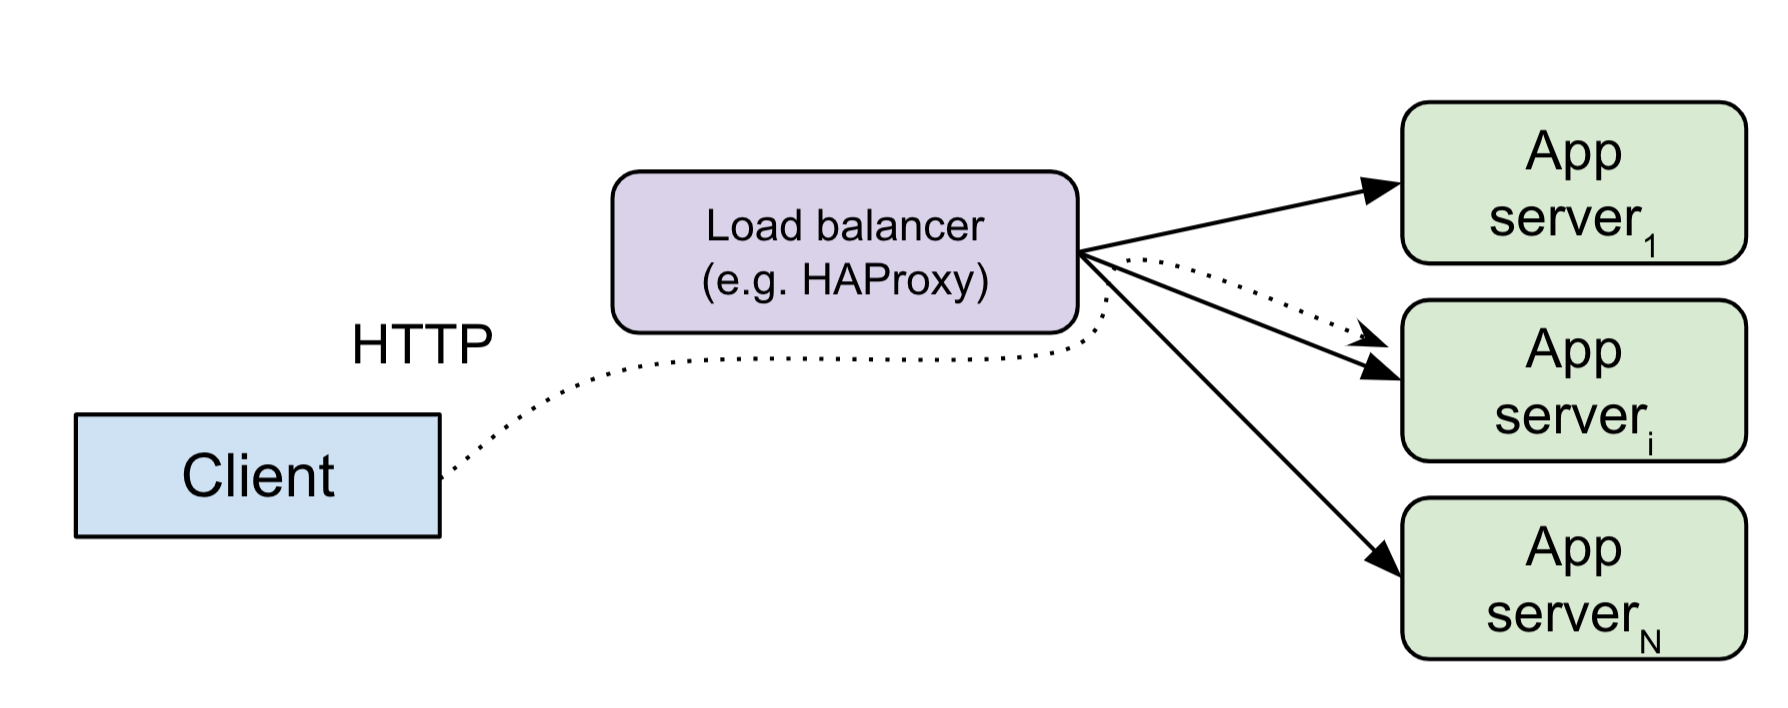 Load balancer
(e.g. HAProxy)
HTTP
Client
App
server1
App
serveri
App
serverN